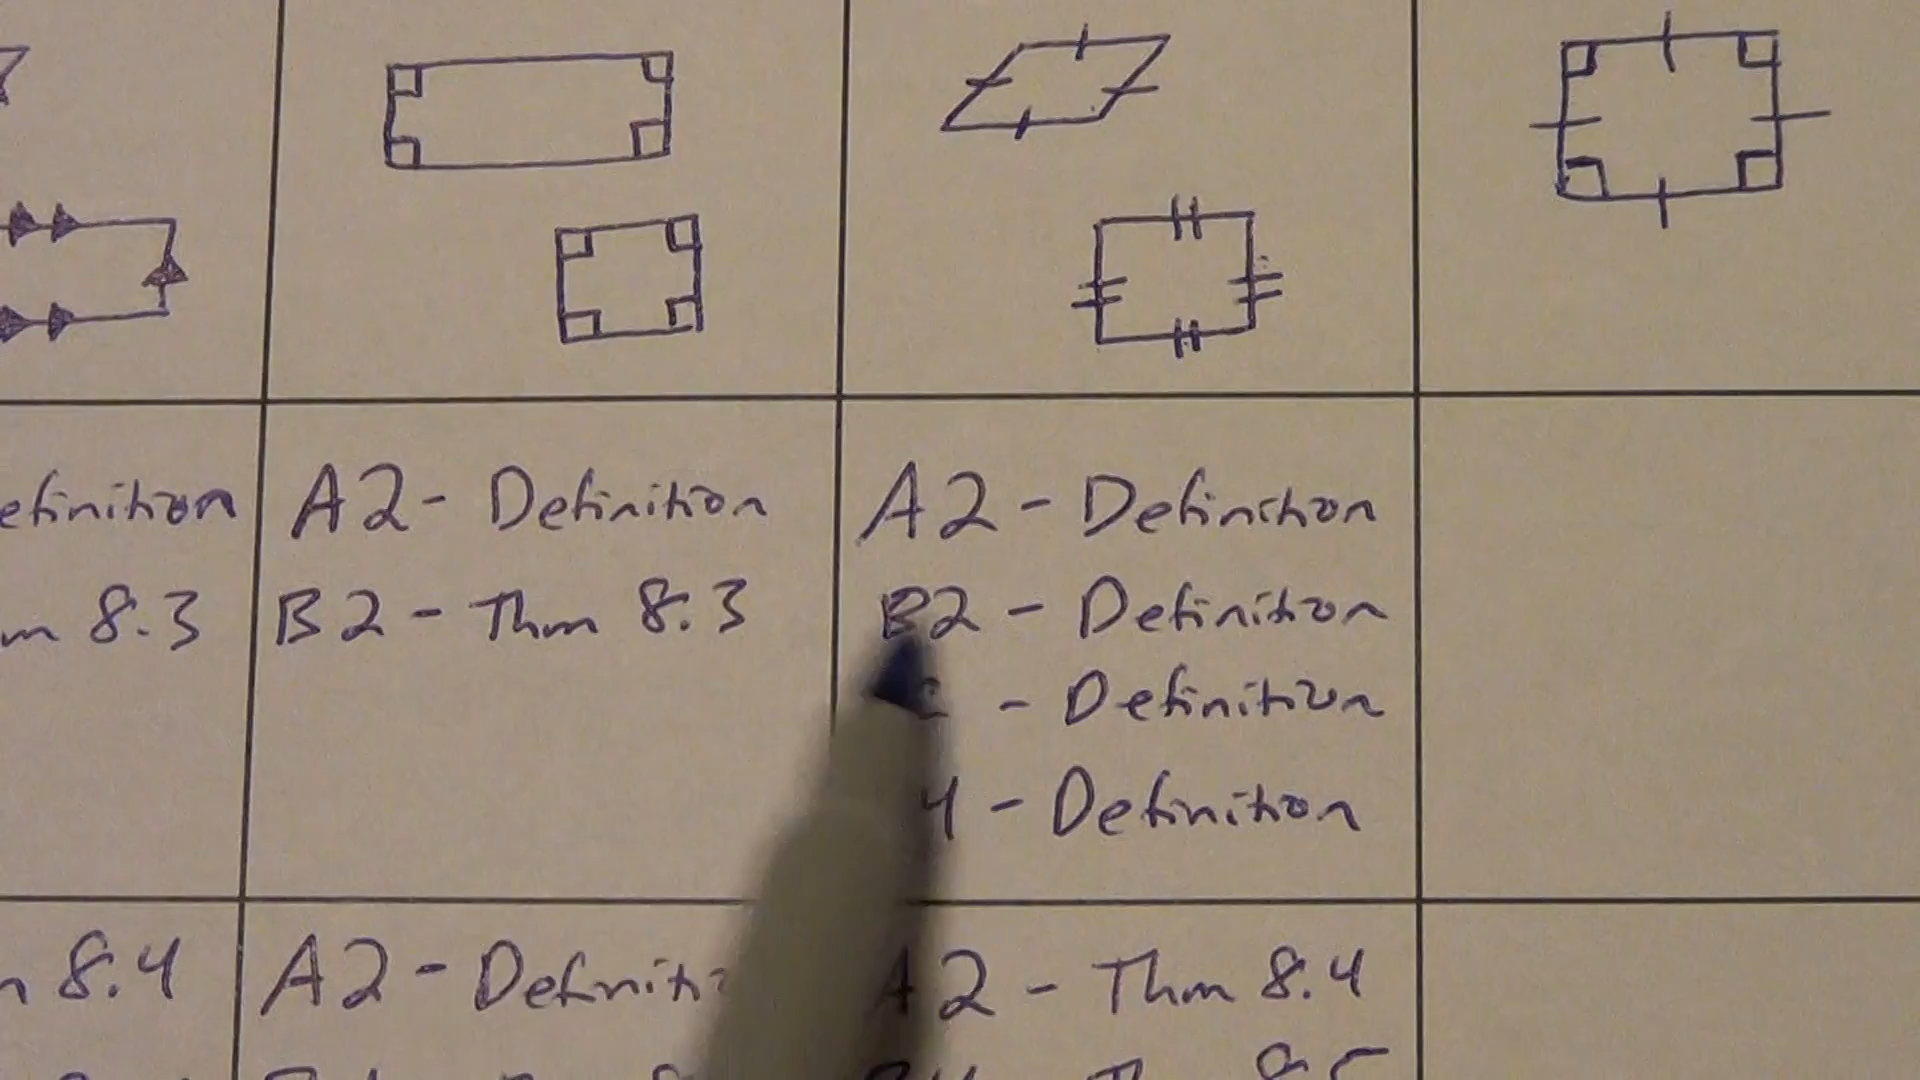 efinition
m 8.3
A2 - Definition
B2 - Thm 8.3
A2 - Definition
B2 - Definition
- Definition
4 - Definition
8.4
A2 - Definiti
A2 - Thm 8.4